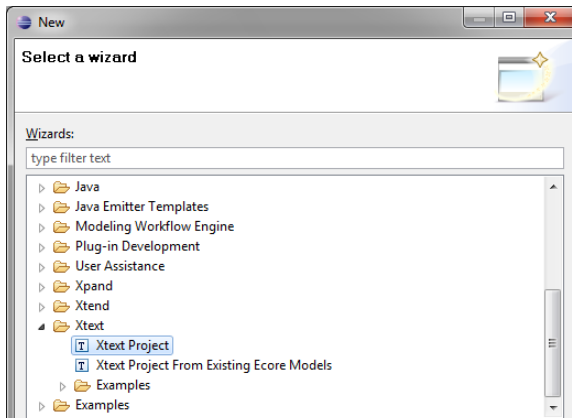 New
Select a wizard
Wizards:
type filter text
Java
Java Emitter Templates
Modeling Workflow Engine
Plug-in Development
User Assistance
Xpand
Xtend
Xtext
T Xtext Project
T Xtext Project From Existing Ecore Models
Examples
Examples